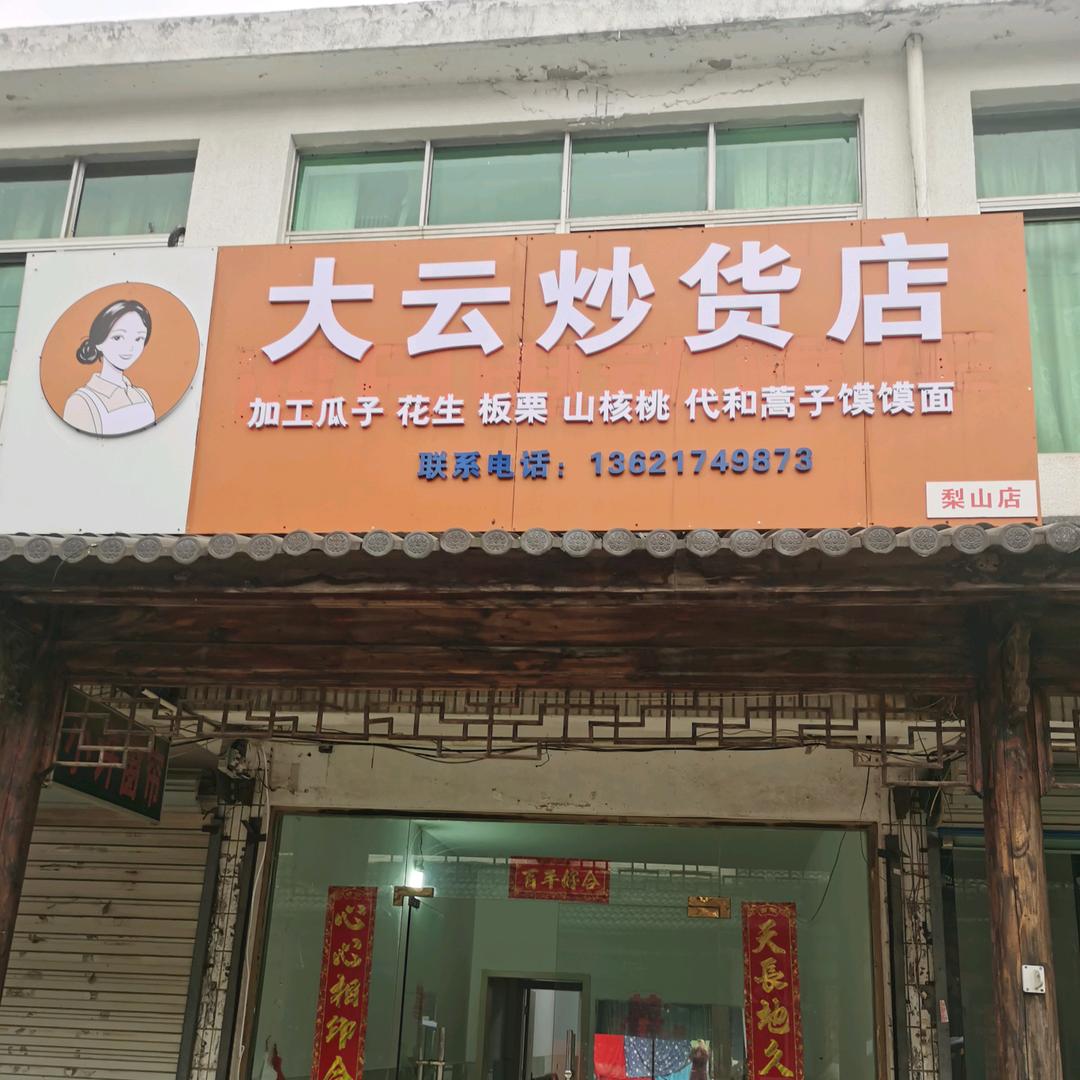 大云炒货店
加工瓜子 花生 板栗 山核桃 代和蒿子馍馍面
联系电话：13621749873
梨山店
百年好合
心心相印合
天長地久